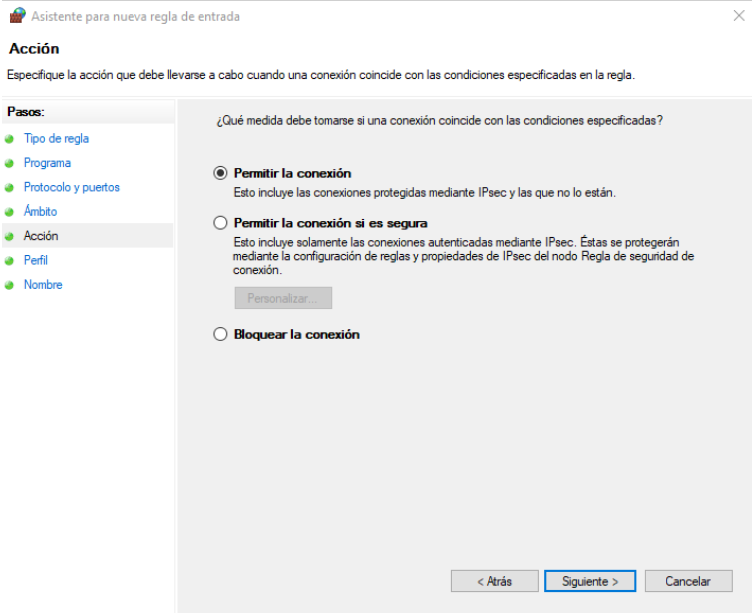 Asistente para nueva regla de entrada
Acción
Especifique la acción que debe llevarse a cabo cuando una conexión coincide con las condiciones especificadas en la regla.
Pasos:
Tipo de regla
Programa
Protocolo y puertos
Ámbito
Acción
Perfil
Nombre
¿Qué medida debe tomarse si una conexión coincide con las condiciones especificadas?
Permitir la conexión
Esto incluye las conexiones protegidas mediante IPsec y las que no lo están.
Permitir la conexión si es segura
Esto incluye solamente las conexiones autenticadas mediante IPsec. Éstas se protegerán
mediante la configuración de reglas y propiedades de IPsec del nodo Regla de seguridad de
conexión.
Personalizar...
Bloquear la conexión
< Atrás
Siguiente >
Cancelar